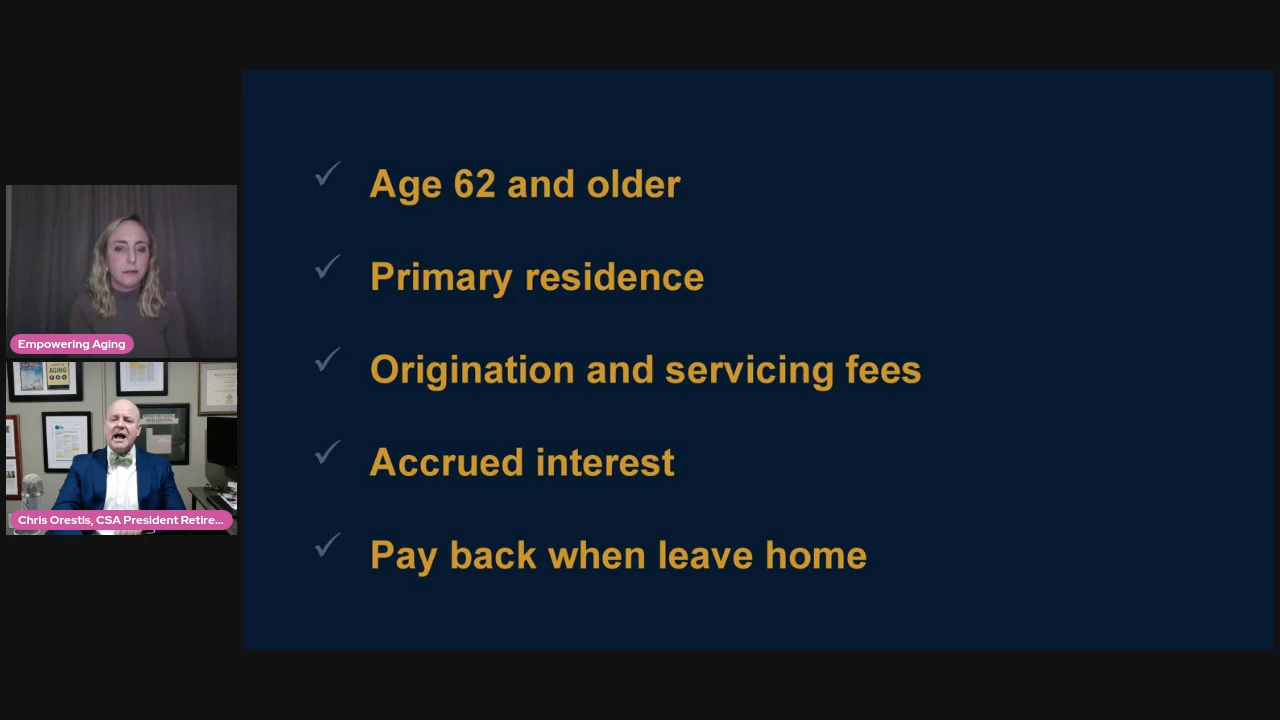 Age 62 and older
Primary residence
Origination and servicing fees
Accrued interest
Pay back when leave home
Empowering Aging
AGING
Chris Orestis, CSA President Retire...